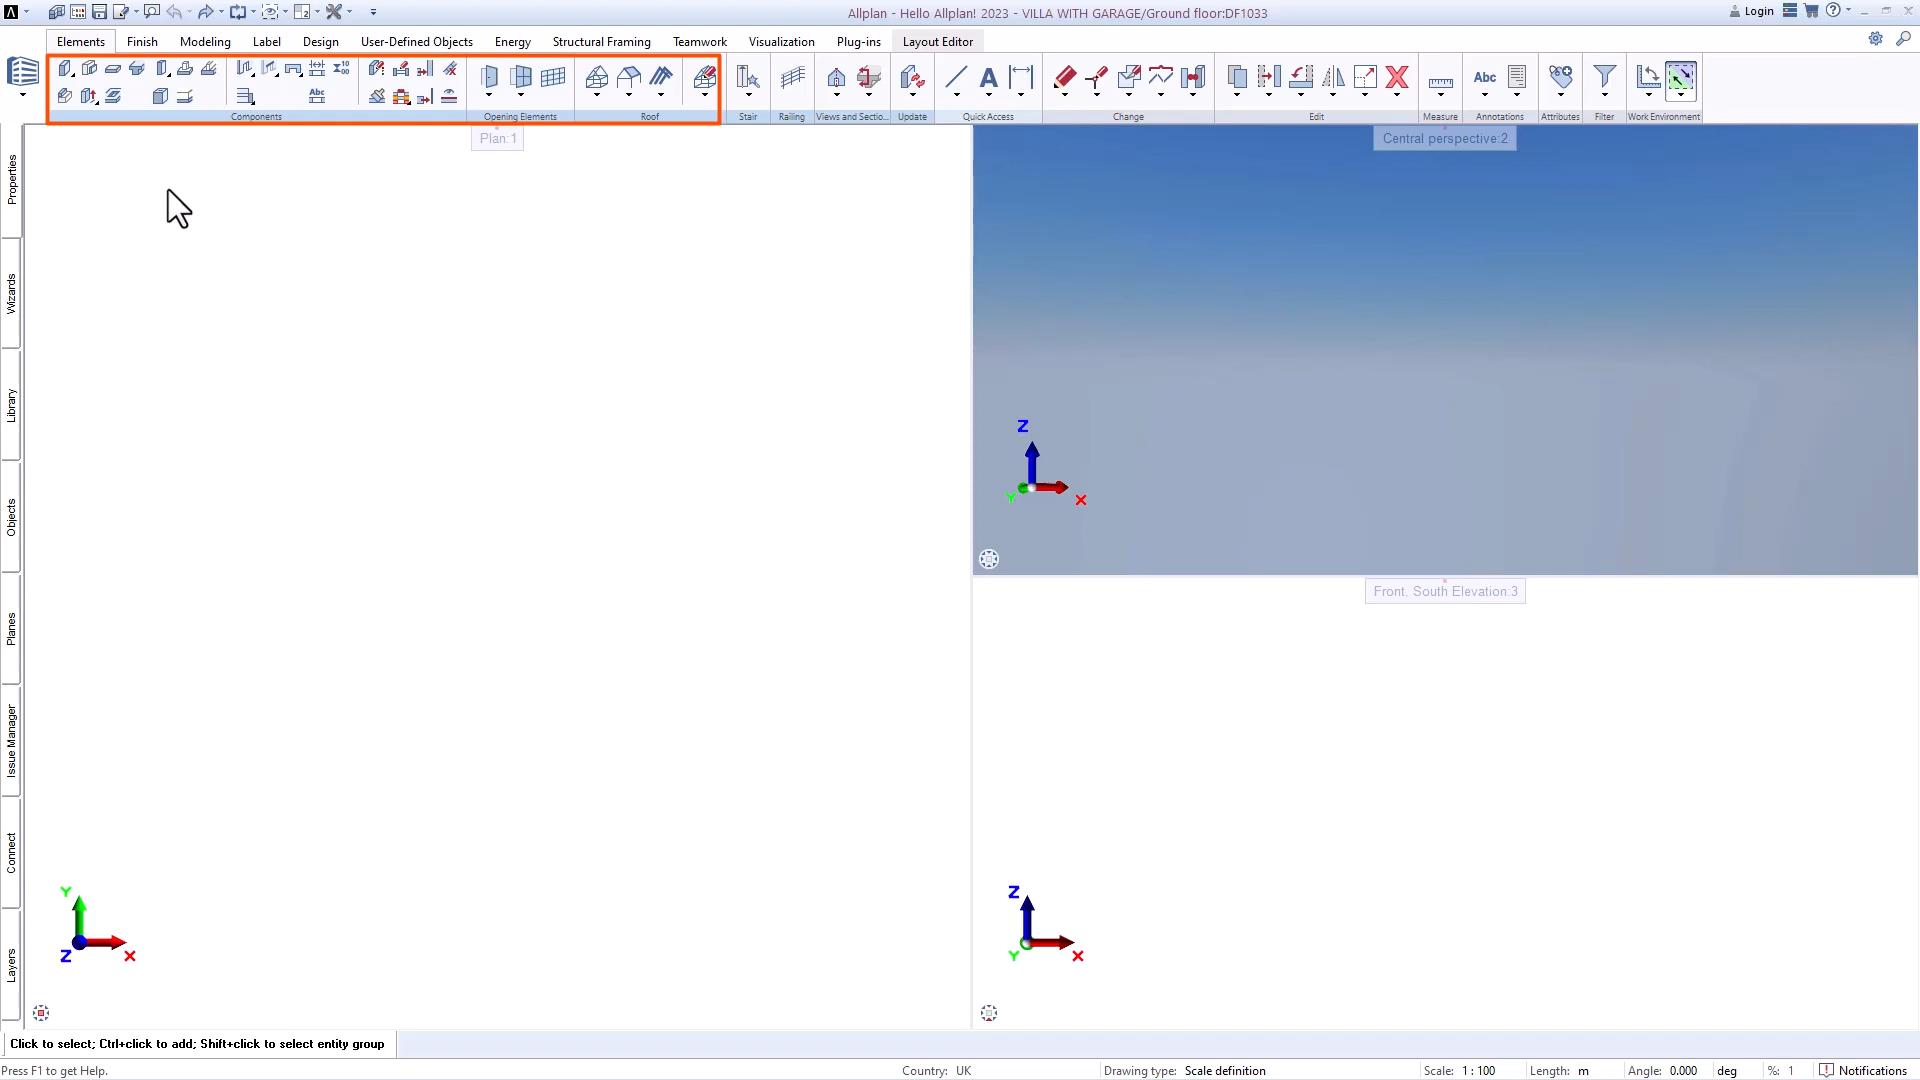 Allplan - Hello Allplan! 2023 - VILLA WITH GARAGE/Ground floor:DF1033
Login
Elements Finish Modeling Label Design User-Defined Objects Energy Structural Framing Teamwork Visualization Plug-ins Layout Editor
Abc
Abc
Components Opening Elements Roof Stair Railing Views and Sectio... Update Quick Access Change Edit Measure Annotations Attributes Filter Work Environment
Plan:1
Central perspective:2
Properties
Wizards
Library
Objects
Planes
Issue Manager
Connect
Layers
Z
Y
X
Front, South Elevation:3
Y
Z
X
Z
Y
X
Click to select; Ctrl+click to add; Shift+click to select entity group
Press F1 to get Help.
Country: UK
Drawing type: Scale definition
Scale: 1 : 100
Length: m
Angle: 0.000 deg
%: 1
Notifications